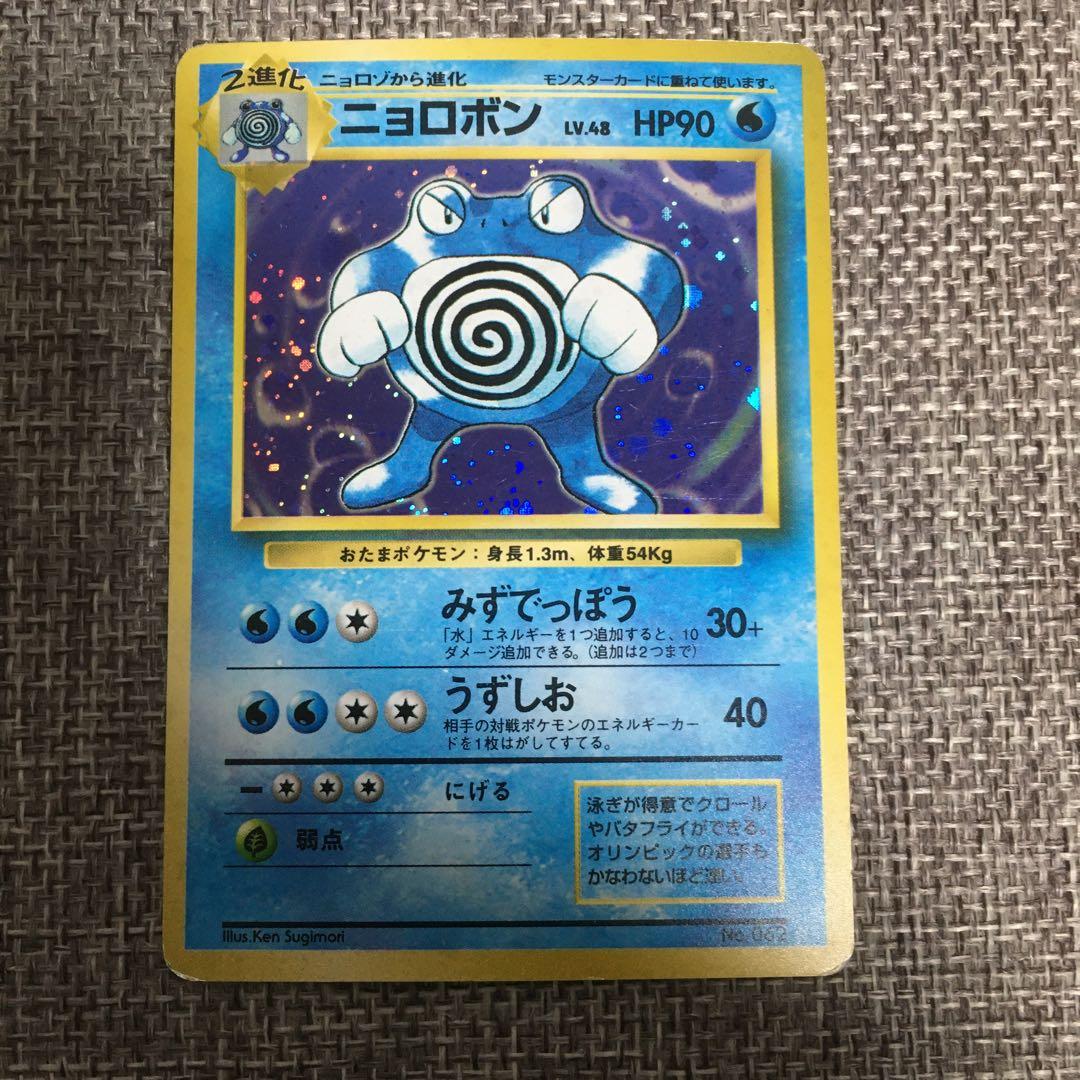 2進化 ニョロゾから進化 モンスターカードに重ねて使います。
ニョロボン LV.48 HP90
おたまポケモン：身長1.3m、体重54Kg
みずでっぽう 30+
「水」エネルギーを1つ追加すると、10
ダメージ追加できる。（追加は2つまで）
うずしお 40
相手の対戦ポケモンのエネルギーカー
ドを1枚はがしてすてる。
にげる
弱点
泳ぎが得意でクロール
やバタフライができる。
オリンピックの選手も
かなわないほど速い。
Illus.Ken Sugimori No.062